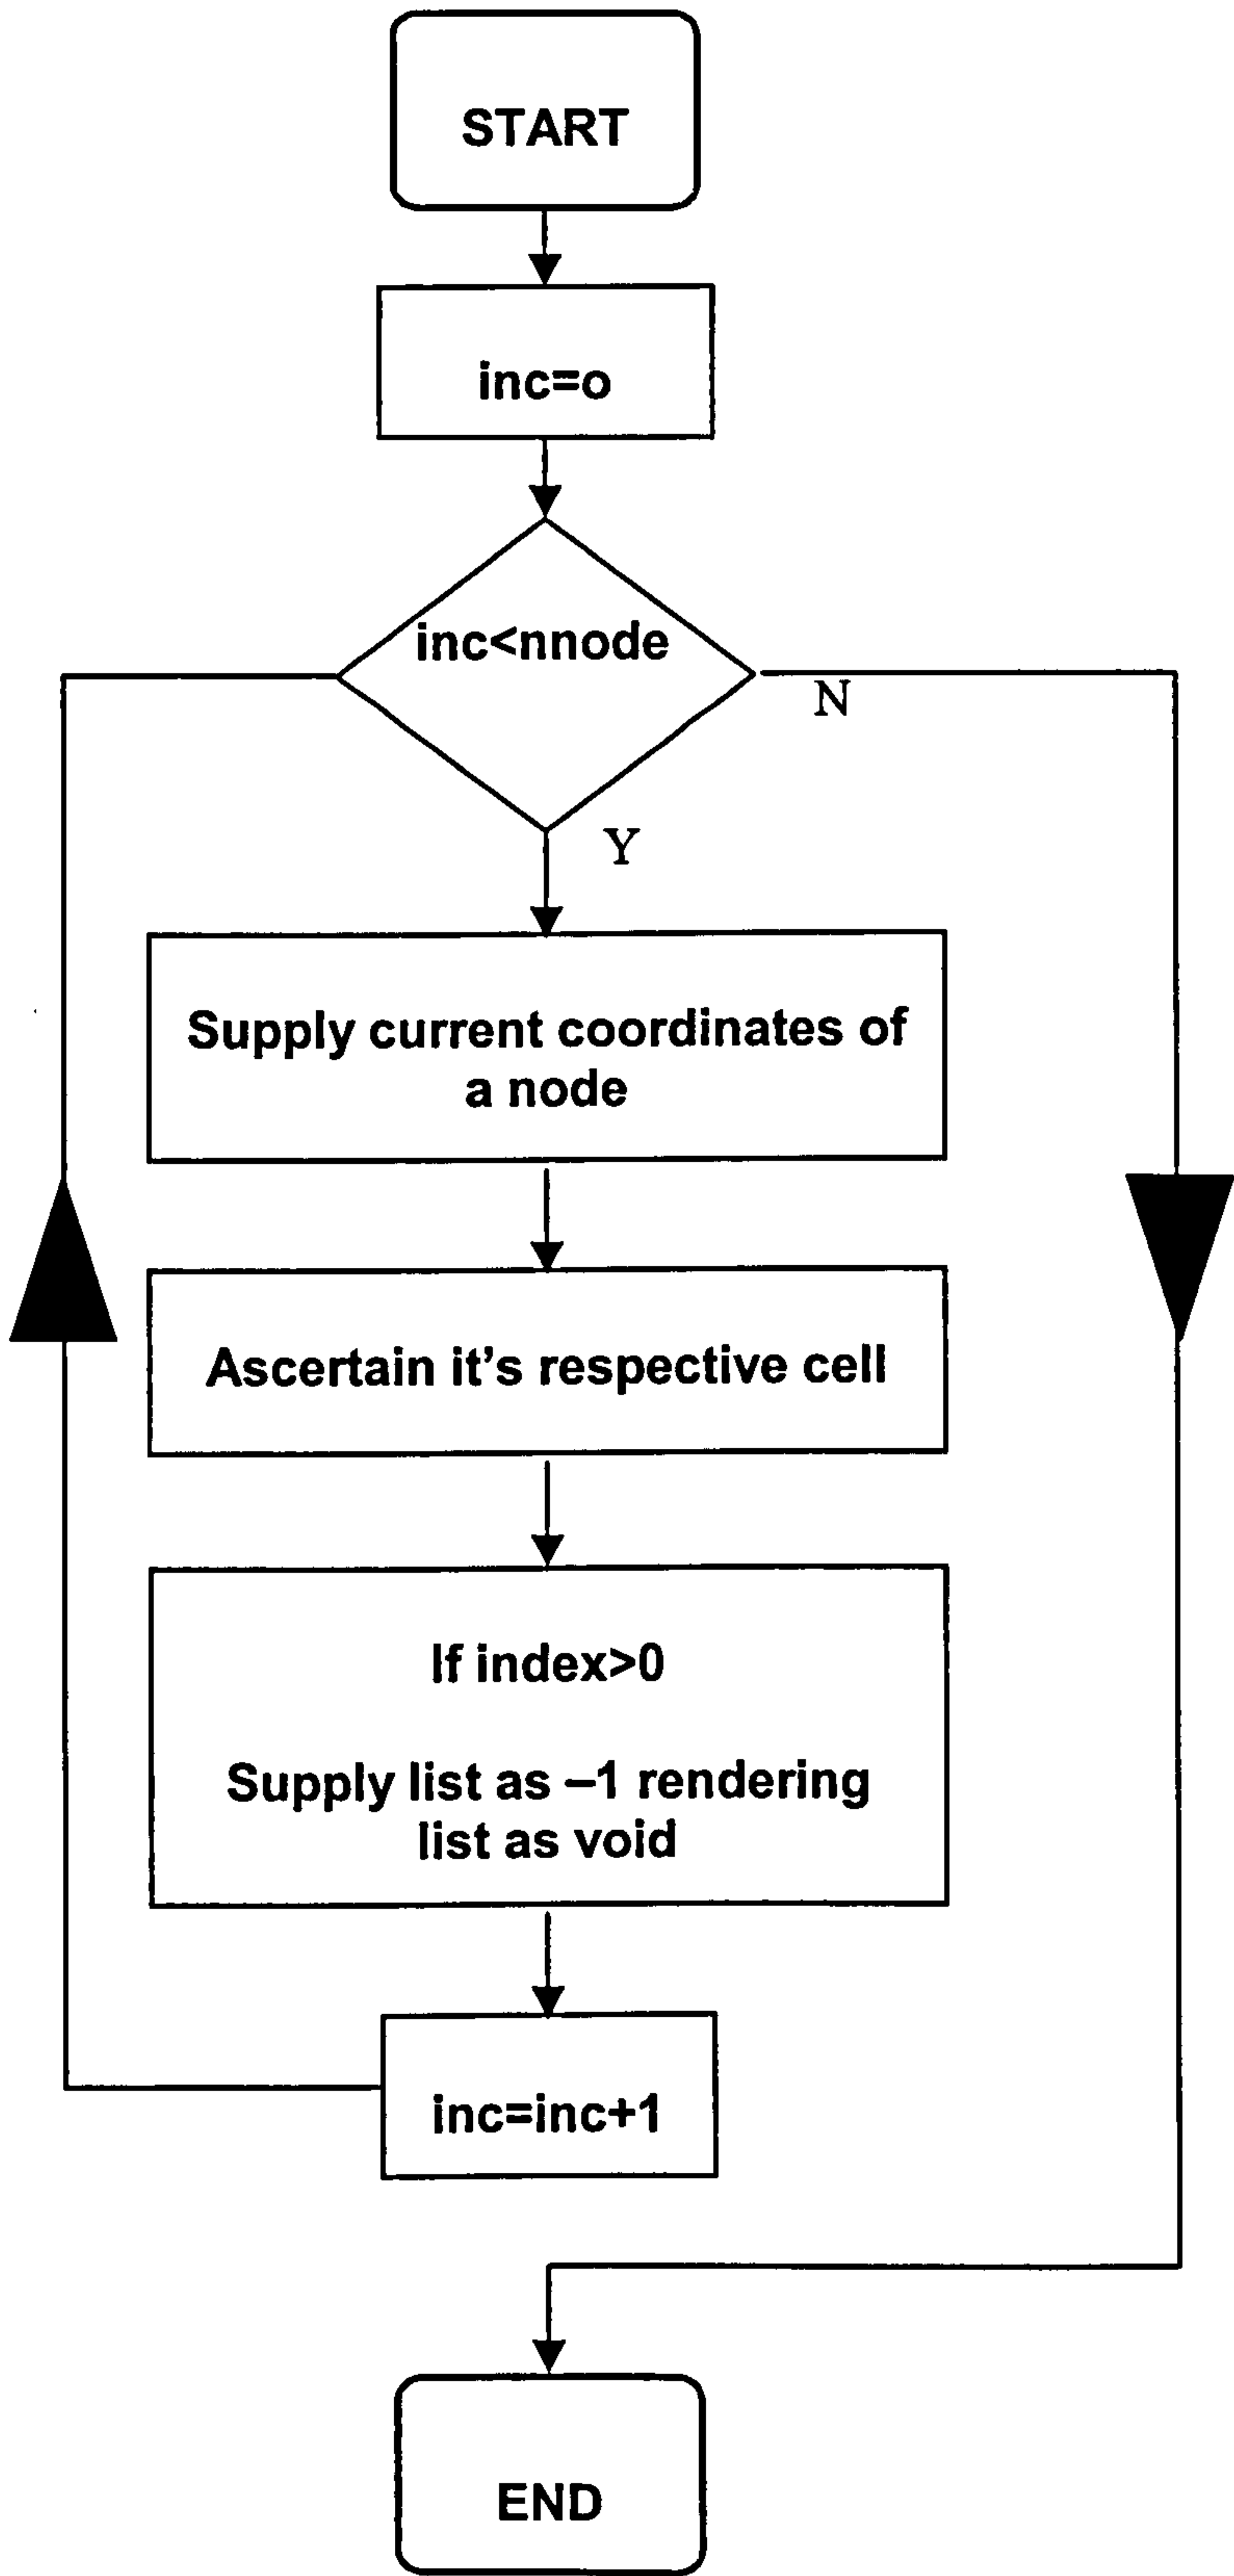 START
inc=o
inc<nnode
N
Y
Supply current coordinates of
a node
Ascertain it's respective cell
If index>0
Supply list as –1 rendering
list as void
inc=inc+1
END